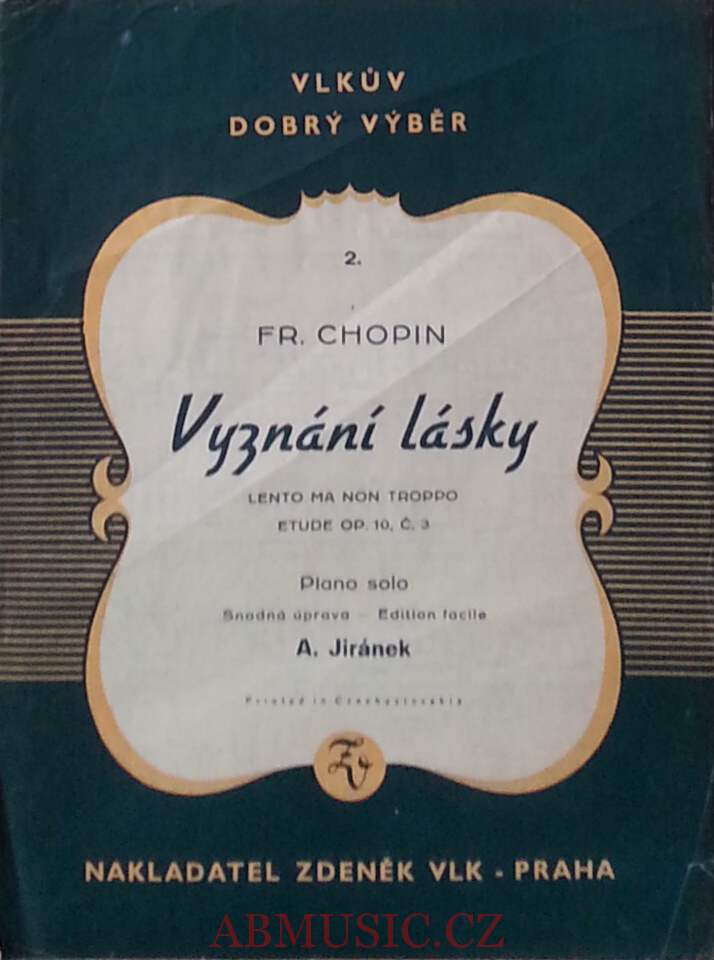 VLKŮV
DOBRÝ VÝBĚR
2.
FR. CHOPIN
Vyznání lásky
LENTO MA NON TROPPO
ETUDE OP. 10, Č. 3
Piano solo
Snadná úprava – Edition facile
A. Jiránek
Printed in Czechoslovakia
ZV
NAKLADATEL ZDENĚK VLK • PRAHA
ABMUSIC.CZ